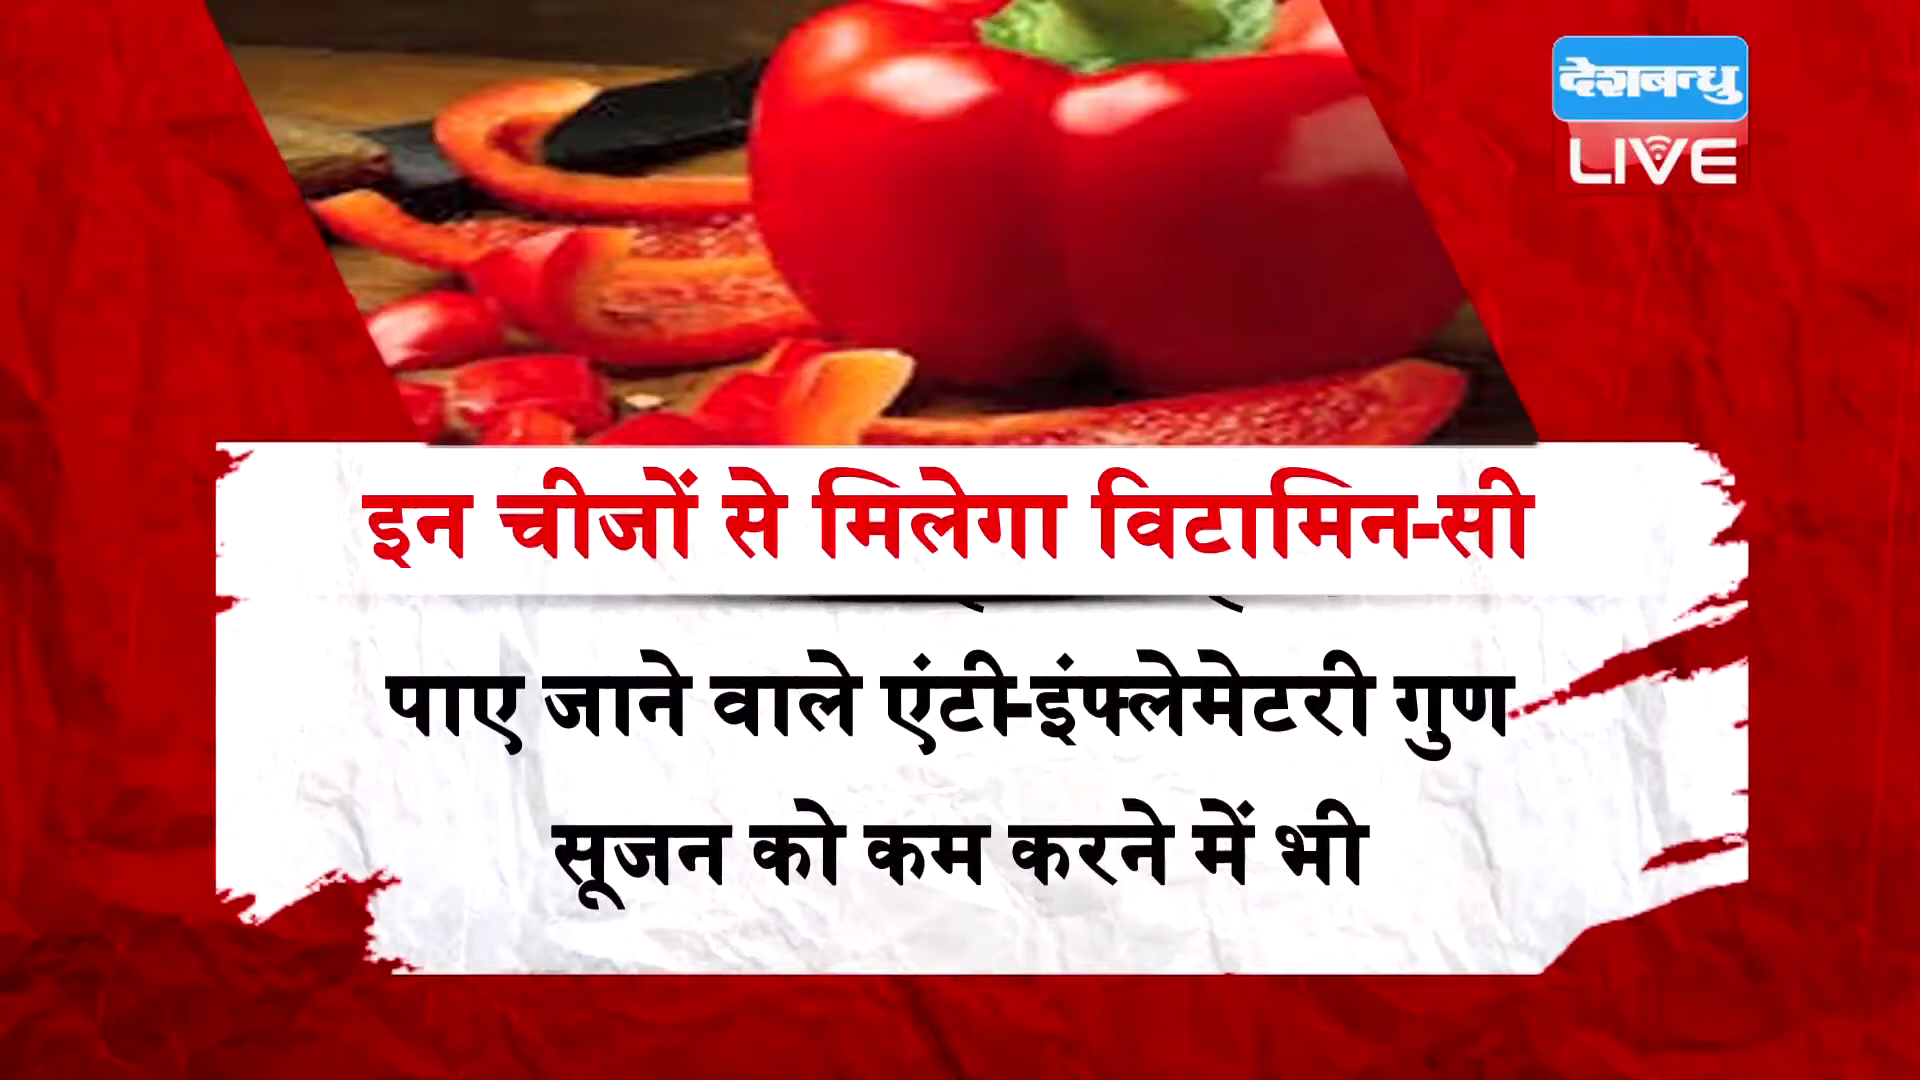 देशबन्धु
LIVE
इन चीजों से मिलेगा विटामिन-सी
पाए जाने वाले एंटी-इंफ्लेमेटरी गुण
सूजन को कम करने में भी